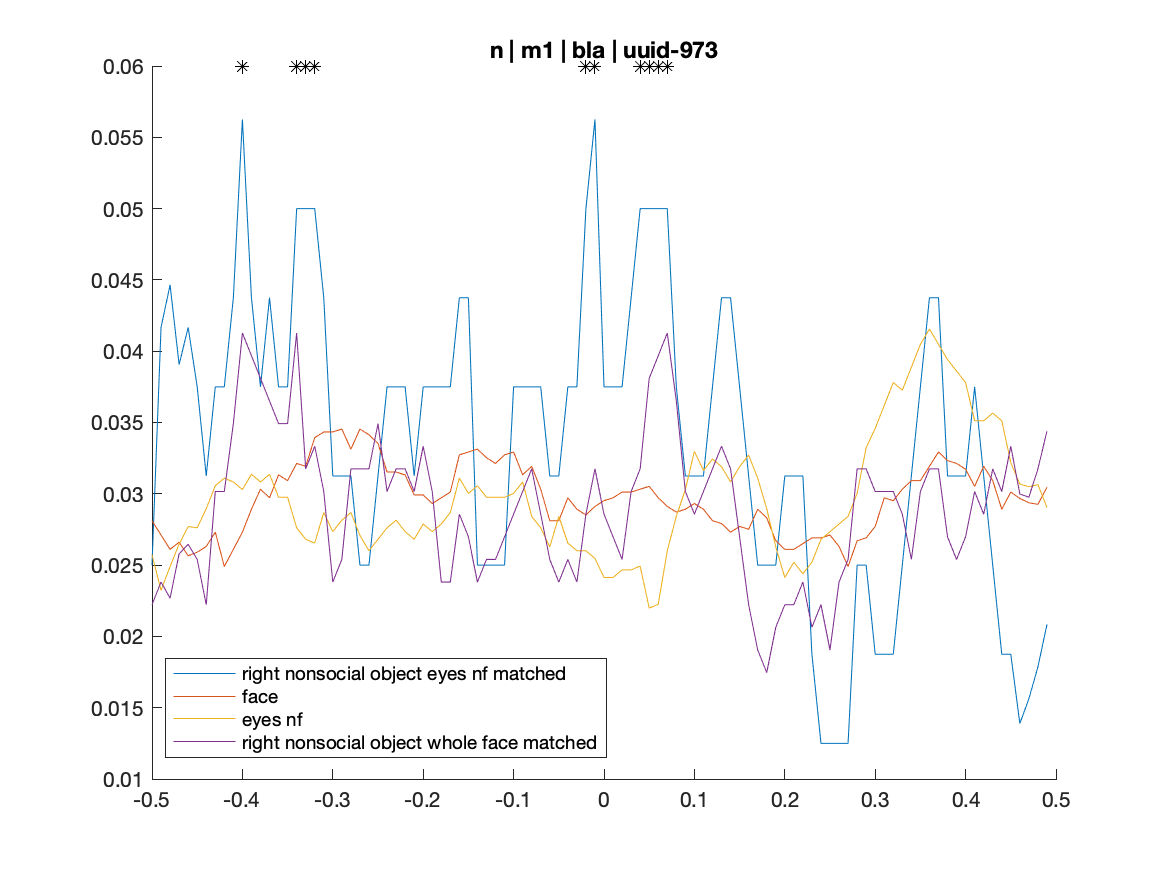 n | m1 | bla | uuid-973
0.06
0.055
0.05
0.045
0.04
0.035
0.03
0.025
0.02
0.015
0.01
right nonsocial object eyes nf matched
face
eyes nf
right nonsocial object whole face matched
-0.5 -0.4 -0.3 -0.2 -0.1 0 0.1 0.2 0.3 0.4 0.5